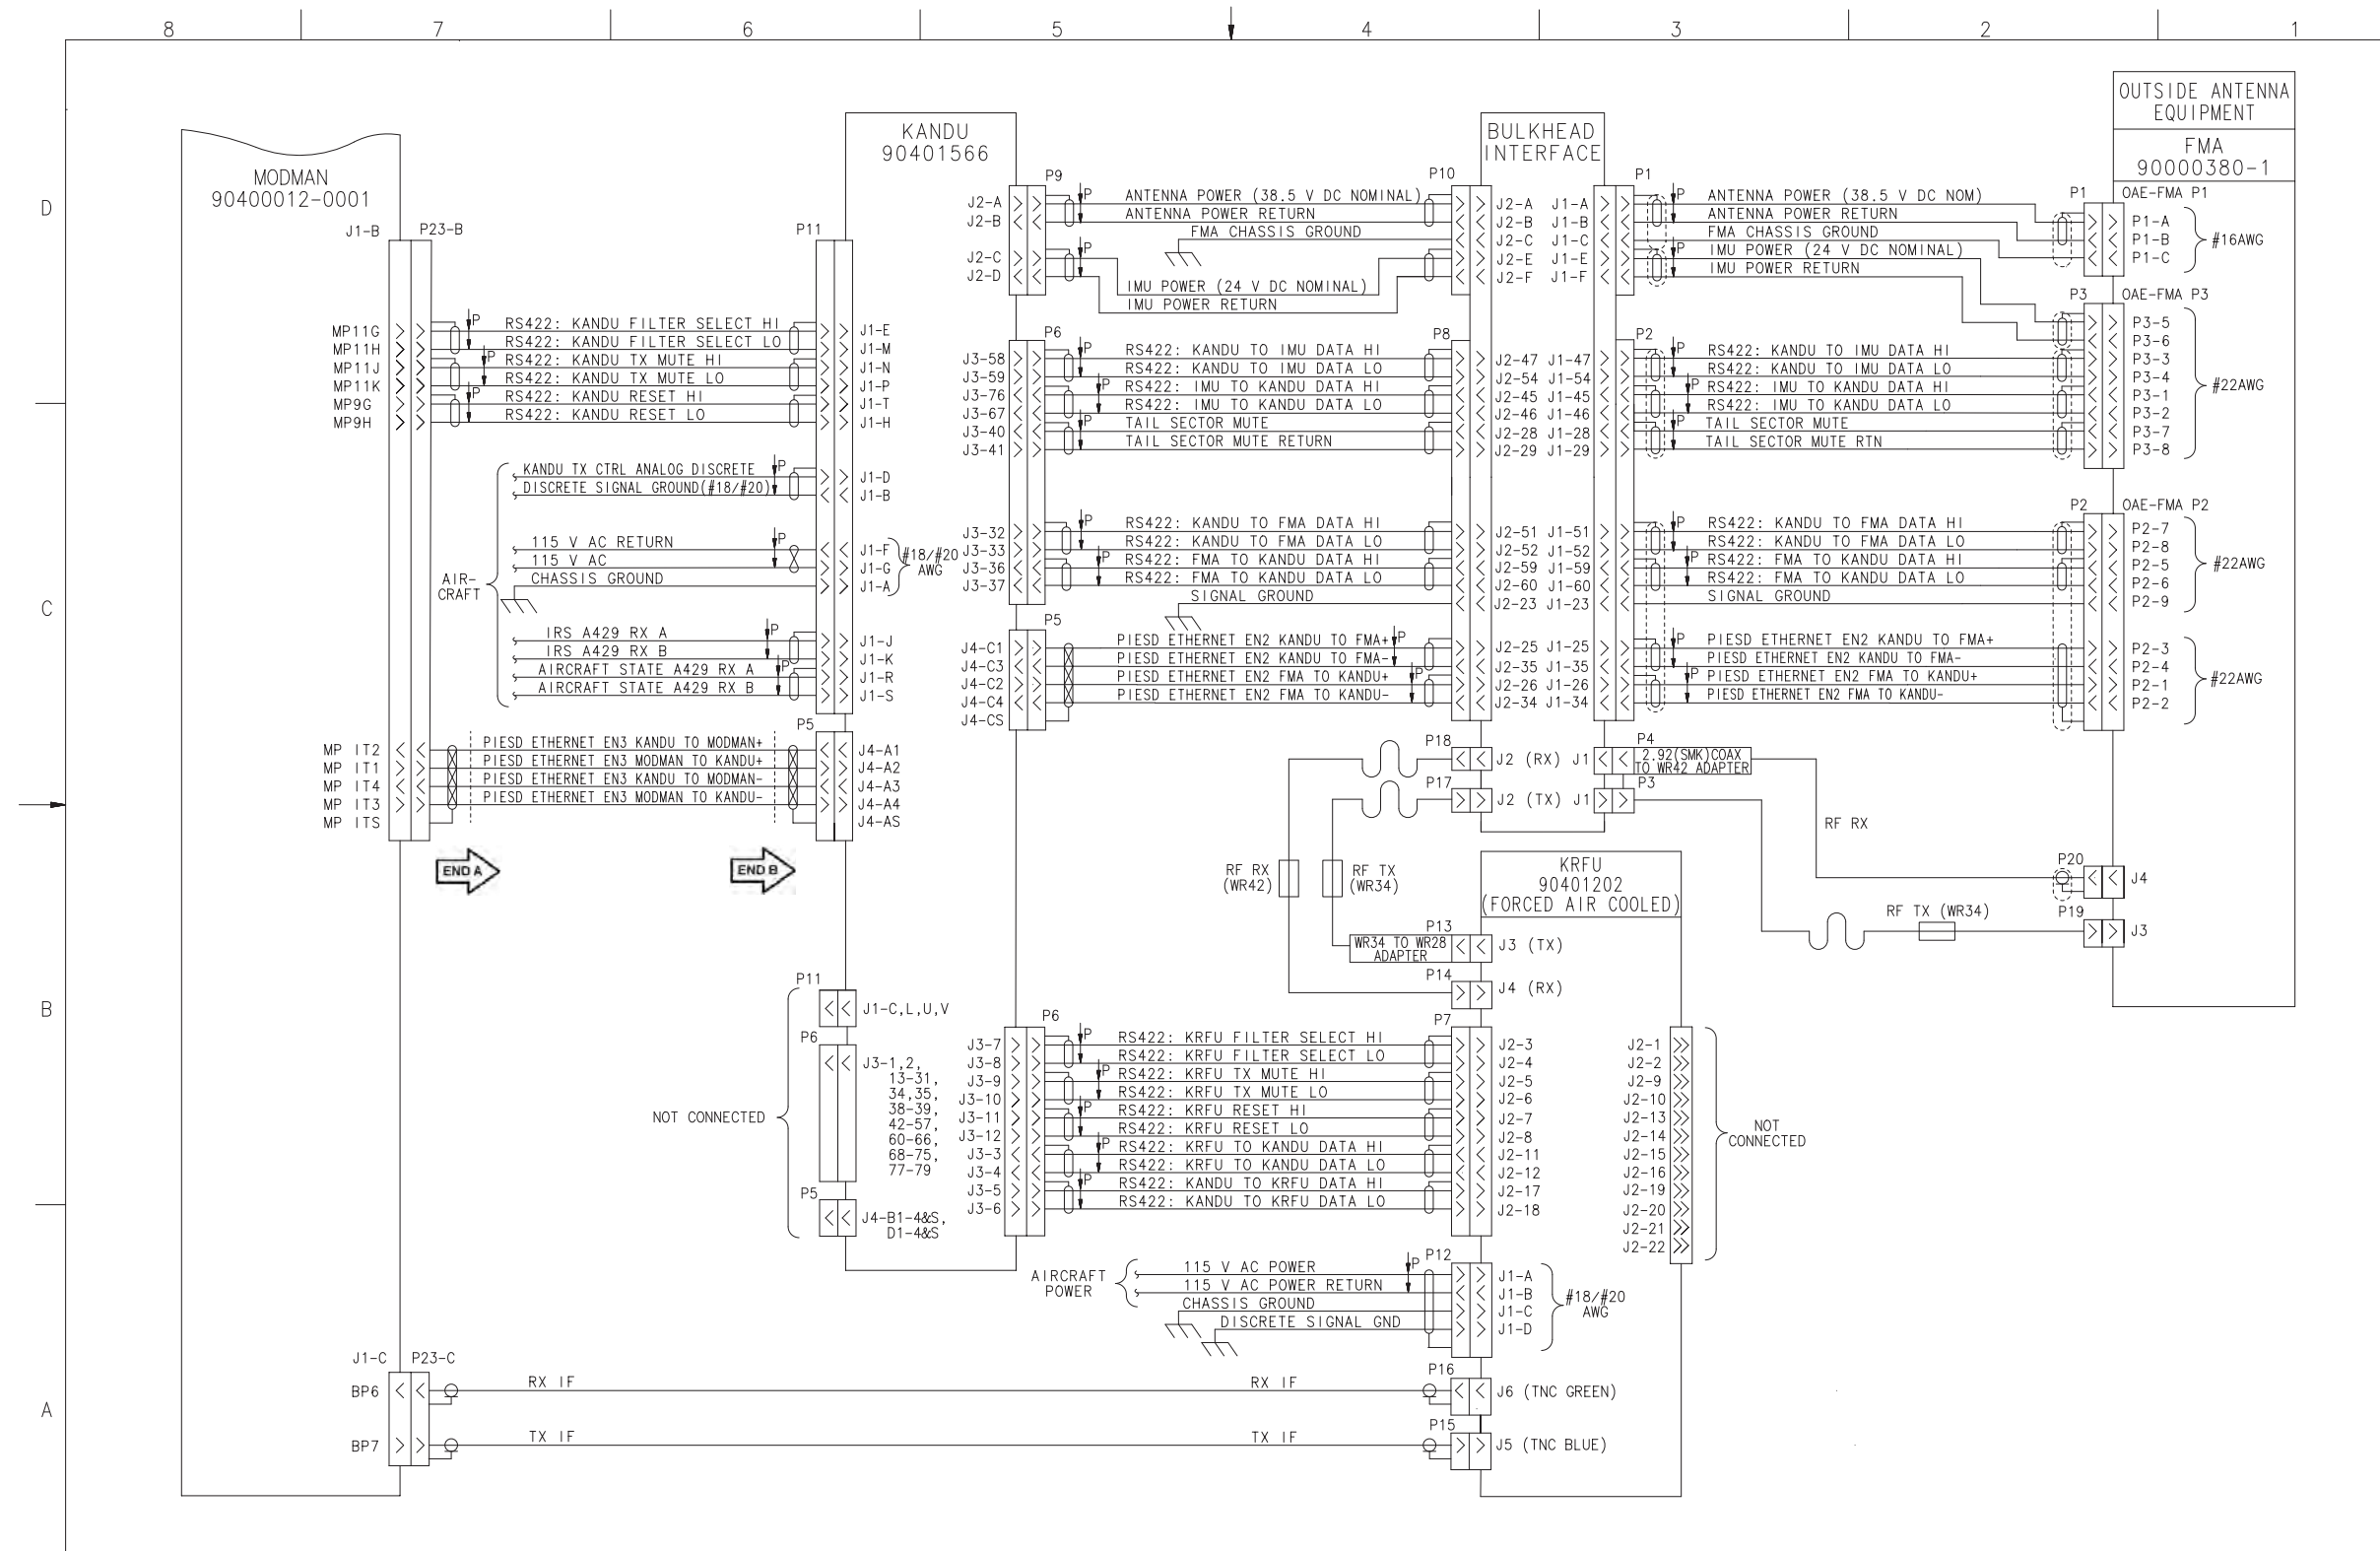 8 7 6 5 4 3 2 1
D
C
B
A
MODMAN
90400012-0001
J1-B P23-B
MP11G
MP11H
MP11J
MP11K
MP9G
MP9H
RS422: KANDU FILTER SELECT HI
RS422: KANDU FILTER SELECT LO
RS422: KANDU TX MUTE HI
RS422: KANDU TX MUTE LO
RS422: KANDU RESET HI
RS422: KANDU RESET LO
P
P
P
P11
J1-E
J1-M
J1-N
J1-P
J1-T
J1-H
AIR-
CRAFT
KANDU TX CTRL ANALOG DISCRETE P
DISCRETE SIGNAL GROUND(#18/#20)
J1-D
J1-B
115 V AC RETURN P
115 V AC
CHASSIS GROUND
J1-F
J1-G
J1-A
#18/#20
AWG
IRS A429 RX A P
IRS A429 RX B
AIRCRAFT STATE A429 RX A P
AIRCRAFT STATE A429 RX B
J1-J
J1-K
J1-R
J1-S
MP IT2
MP IT1
MP IT4
MP IT3
MP ITS
PIESD ETHERNET EN3 KANDU TO MODMAN+
PIESD ETHERNET EN3 MODMAN TO KANDU+
PIESD ETHERNET EN3 KANDU TO MODMAN-
PIESD ETHERNET EN3 MODMAN TO KANDU-
P5
J4-A1
J4-A2
J4-A3
J4-A4
J4-AS
END A
END B
NOT CONNECTED
P11
J1-C,L,U,V
P6
J3-1,2,
13-31,
34,35,
38-39,
42-57,
60-66,
68-75,
77-79
P5
J4-B1-4&S,
D1-4&S
J1-C P23-C
BP6
BP7
RX IF RX IF
TX IF TX IF
KANDU
90401566
P9
J2-A
J2-B
J2-C
J2-D
P
P
ANTENNA POWER (38.5 V DC NOMINAL)
ANTENNA POWER RETURN
FMA CHASSIS GROUND
IMU POWER (24 V DC NOMINAL)
IMU POWER RETURN
P6
J3-58
J3-59
J3-76
J3-67
J3-40
J3-41
P
P
P
RS422: KANDU TO IMU DATA HI
RS422: KANDU TO IMU DATA LO
RS422: IMU TO KANDU DATA HI
RS422: IMU TO KANDU DATA LO
TAIL SECTOR MUTE
TAIL SECTOR MUTE RETURN
J3-32
J3-33
J3-36
J3-37
P
P
RS422: KANDU TO FMA DATA HI
RS422: KANDU TO FMA DATA LO
RS422: FMA TO KANDU DATA HI
RS422: FMA TO KANDU DATA LO
SIGNAL GROUND
P5
J4-C1
J4-C3
J4-C2
J4-C4
J4-CS
PIESD ETHERNET EN2 KANDU TO FMA+ P
PIESD ETHERNET EN2 KANDU TO FMA-
PIESD ETHERNET EN2 FMA TO KANDU+ P
PIESD ETHERNET EN2 FMA TO KANDU-
BULKHEAD
INTERFACE
P10 P1
J2-A J1-A
J2-B J1-B
J2-C J1-C
J2-E J1-E
J2-F J1-F
P8 P2
J2-47 J1-47
J2-54 J1-54
J2-45 J1-45
J2-46 J1-46
J2-28 J1-28
J2-29 J1-29
J2-51 J1-51
J2-52 J1-52
J2-59 J1-59
J2-60 J1-60
J2-23 J1-23
J2-25 J1-25
J2-35 J1-35
J2-26 J1-26
J2-34 J1-34
P18 P4
J2 (RX) J1
2.92(SMK)COAX
TO WR42 ADAPTER
P17 P3
J2 (TX) J1
RF RX
(WR42)
RF TX
(WR34)
P ANTENNA POWER (38.5 V DC NOM)
ANTENNA POWER RETURN
FMA CHASSIS GROUND
P IMU POWER (24 V DC NOMINAL)
IMU POWER RETURN
RS422: KANDU TO IMU DATA HI
P RS422: KANDU TO IMU DATA LO
RS422: IMU TO KANDU DATA HI
P RS422: IMU TO KANDU DATA LO
P TAIL SECTOR MUTE
TAIL SECTOR MUTE RTN
P RS422: KANDU TO FMA DATA HI
RS422: KANDU TO FMA DATA LO
P RS422: FMA TO KANDU DATA HI
RS422: FMA TO KANDU DATA LO
SIGNAL GROUND
P PIESD ETHERNET EN2 KANDU TO FMA+
PIESD ETHERNET EN2 KANDU TO FMA-
P PIESD ETHERNET EN2 FMA TO KANDU+
PIESD ETHERNET EN2 FMA TO KANDU-
RF RX
RF TX (WR34)
OUTSIDE ANTENNA
EQUIPMENT
FMA
90000380-1
P1 OAE-FMA P1
P1-A
P1-B
P1-C
#16AWG
P3 OAE-FMA P3
P3-5
P3-6
P3-3
P3-4
P3-1
P3-2
P3-7
P3-8
#22AWG
P2 OAE-FMA P2
P2-7
P2-8
P2-5
P2-6
P2-9
#22AWG
P2-3
P2-4
P2-1
P2-2
#22AWG
P20
J4
P19
J3
KRFU
90401202
(FORCED AIR COOLED)
P13
WR34 TO WR28
ADAPTER
J3 (TX)
P14
J4 (RX)
P6
J3-7
J3-8
J3-9
J3-10
J3-11
J3-12
J3-3
J3-4
J3-5
J3-6
P RS422: KRFU FILTER SELECT HI
RS422: KRFU FILTER SELECT LO
P RS422: KRFU TX MUTE HI
RS422: KRFU TX MUTE LO
P RS422: KRFU RESET HI
RS422: KRFU RESET LO
P RS422: KRFU TO KANDU DATA HI
RS422: KRFU TO KANDU DATA LO
P RS422: KANDU TO KRFU DATA HI
RS422: KANDU TO KRFU DATA LO
P7
J2-3
J2-4
J2-5
J2-6
J2-7
J2-8
J2-11
J2-12
J2-17
J2-18
J2-1
J2-2
J2-9
J2-10
J2-13
J2-14
J2-15
J2-16
J2-19
J2-20
J2-21
J2-22
NOT
CONNECTED
AIRCRAFT
POWER
115 V AC POWER P
115 V AC POWER RETURN
CHASSIS GROUND
DISCRETE SIGNAL GND
P12
J1-A
J1-B
J1-C
J1-D
#18/#20
AWG
P16
J6 (TNC GREEN)
P15
J5 (TNC BLUE)